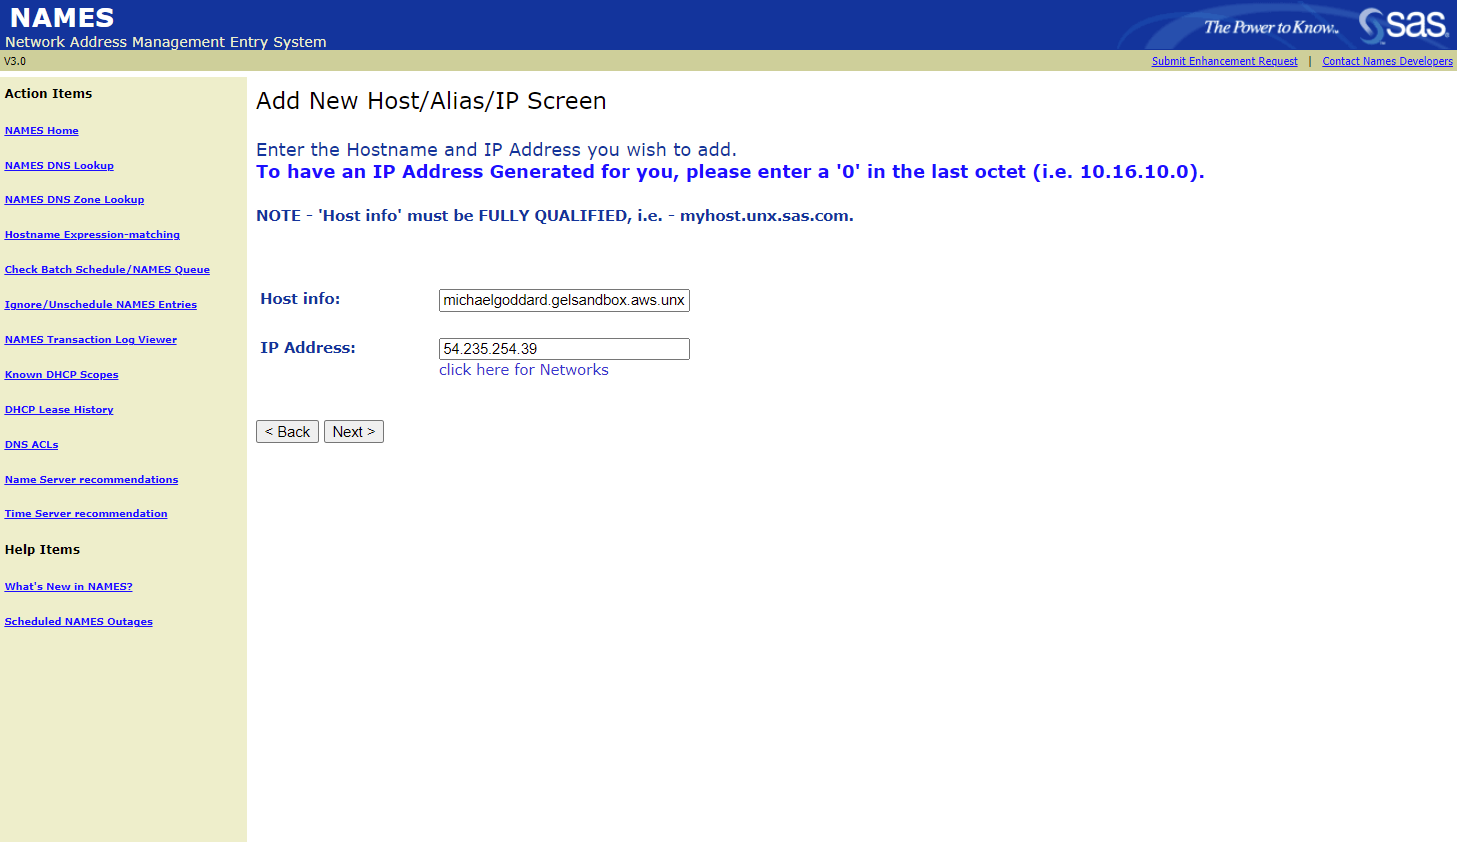 NAMES
Network Address Management Entry System
The Power to Know®
sas®
V3.0
Submit Enhancement Request | Contact Names Developers
Action Items
NAMES Home
NAMES DNS Lookup
NAMES DNS Zone Lookup
Hostname Expression-matching
Check Batch Schedule/NAMES Queue
Ignore/Unschedule NAMES Entries
NAMES Transaction Log Viewer
Known DHCP Scopes
DHCP Lease History
DNS ACLs
Name Server recommendations
Time Server recommendation
Help Items
What's New in NAMES?
Scheduled NAMES Outages
Add New Host/Alias/IP Screen
Enter the Hostname and IP Address you wish to add.
To have an IP Address Generated for you, please enter a '0' in the last octet (i.e. 10.16.10.0).
NOTE - 'Host info' must be FULLY QUALIFIED, i.e. - myhost.unx.sas.com.
Host info: michaelgoddard.gelsandbox.aws.unx
IP Address: 54.235.254.39
click here for Networks
< Back Next >